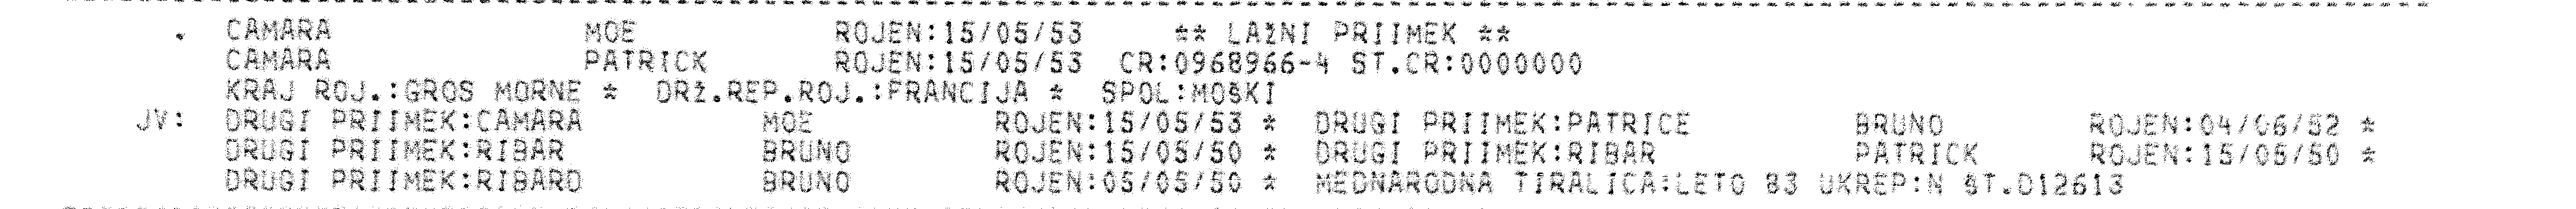 . CAMARA MOE ROJEN:15/05/53 ** LAŽNI PRIIMEK **
CAMARA PATRICK ROJEN:15/05/53 CR:0968966-4 ST.CR:0000000
KRAJ ROJ.:GROS MORNE * DRŽ.REP.ROJ.:FRANCIJA * SPOL:MOŠKI
JV: DRUGI PRIIMEK:CAMARA MOE ROJEN:15/05/53 * DRUGI PRIIMEK:PATRICE BRUNO ROJEN:04/06/52 *
DRUGI PRIIMEK:RIBAR BRUNO ROJEN:15/05/50 * DRUGI PRIIMEK:RIBAR PATRICK ROJEN:15/05/50 *
DRUGI PRIIMEK:RIBARD BRUNO ROJEN:05/05/50 * MEDNARODNA TIRALICA:LETO 83 UKREP:N ŠT.D12613